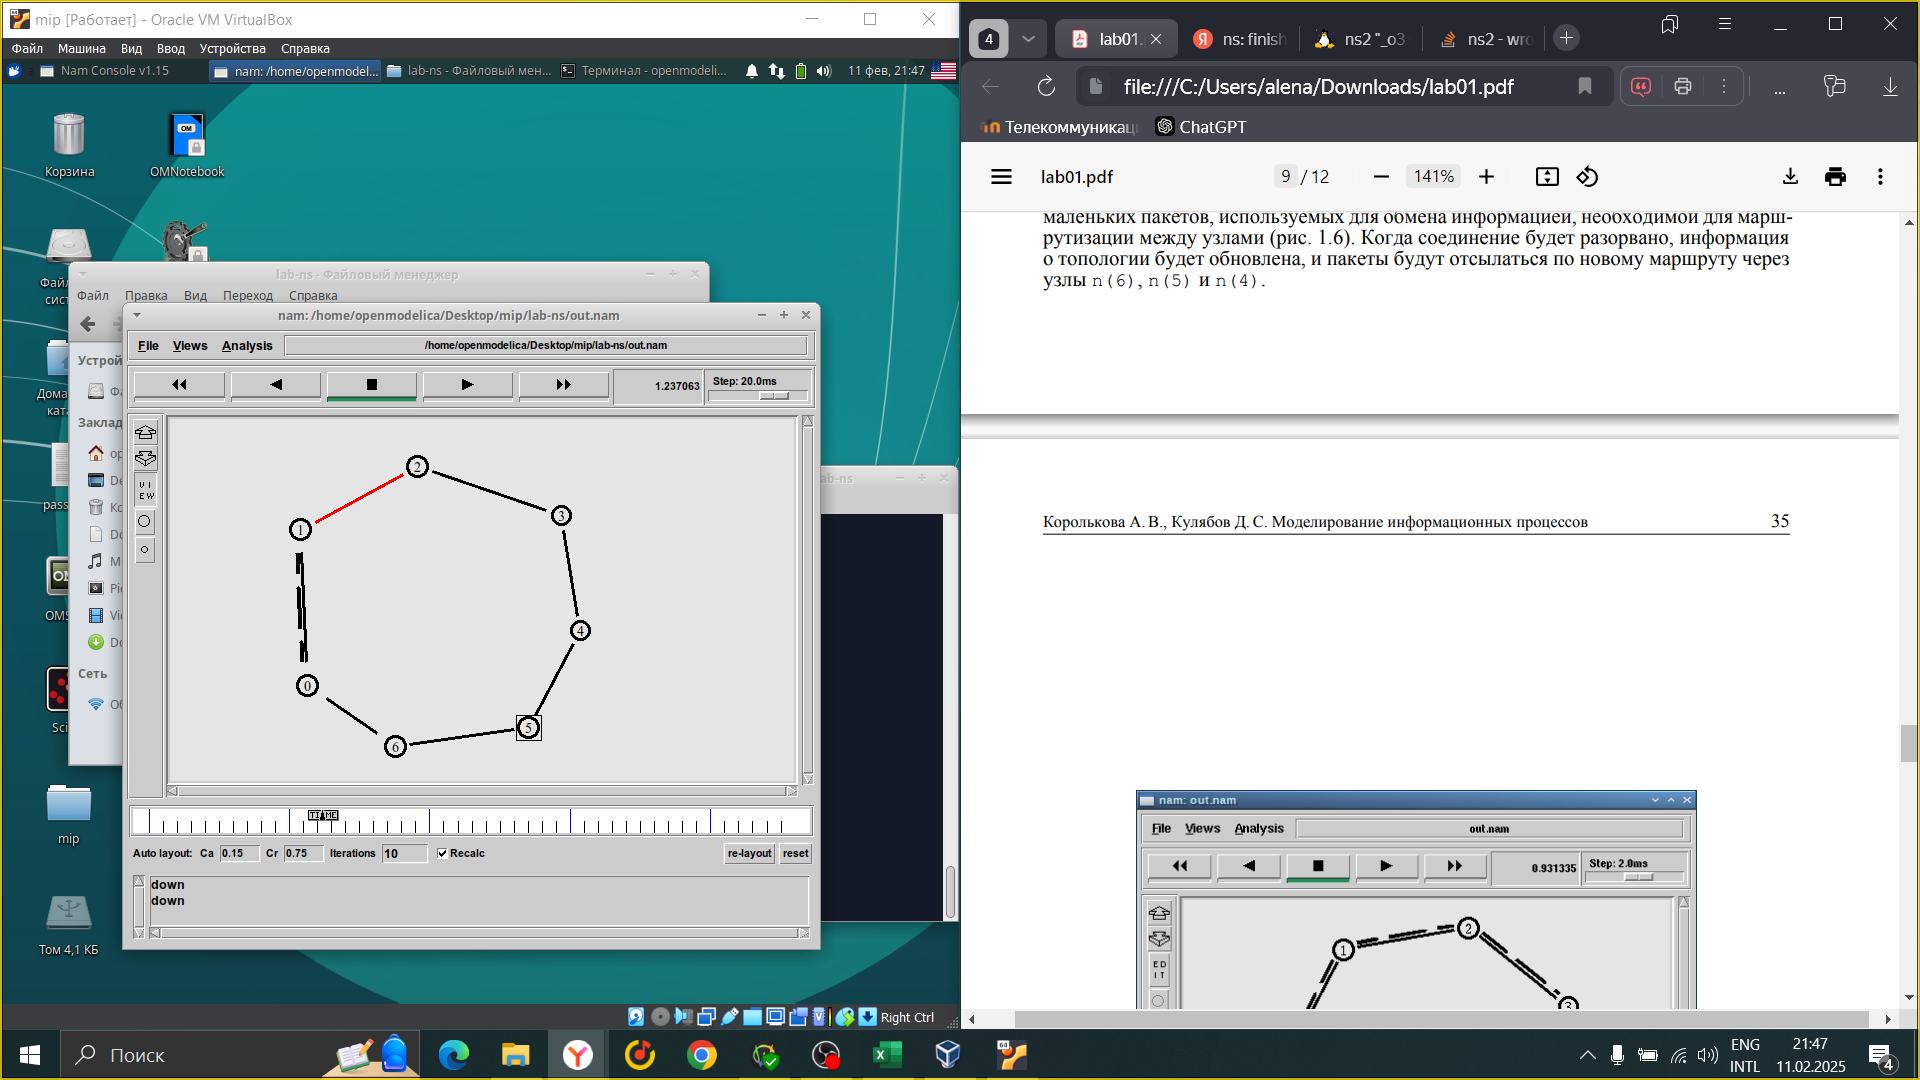 mip [Работает] - Oracle VM VirtualBox
Файл Машина Вид Ввод Устройства Справка
Nam Console v1.15
nam: /home/openmodel...
lab-ns - Файловый мен...
Терминал - openmodeli...
11 фев, 21:47
Корзина
OMNotebook
lab-ns - Файловый менеджер
Файл Правка Вид Переход Справка
nam: /home/openmodelica/Desktop/mip/lab-ns/out.nam
File Views Analysis
/home/openmodelica/Desktop/mip/lab-ns/out.nam
1.237063
Step: 20.0ms
VI
EW
2
1
3
4
0
5
6
TIME
Auto layout: Ca 0.15 Cr 0.75 Iterations 10 Recalc
re-layout reset
down
down
Сеть
mip
Том 4,1 КБ
Right Ctrl
4
lab01.
ns: finish
ns2 "_o3
ns2 - wro
file:///C:/Users/alena/Downloads/lab01.pdf
...
Телекоммуникац
ChatGPT
lab01.pdf
9 / 12
141%
маленьких пакетов, используемых для обмена информацией, необходимой для марш-
рутизации между узлами (рис. 1.6). Когда соединение будет разорвано, информация
о топологии будет обновлена, и пакеты будут отсылаться по новому маршруту через
узлы n(6), n(5) и n(4).
Королькова А. В., Кулябов Д. С. Моделирование информационных процессов 35
nam: out.nam
File Views Analysis
out.nam
0.931335
Step: 2.0ms
ED
IT
1
2
3
Поиск
ENG
INTL
21:47
11.02.2025
4